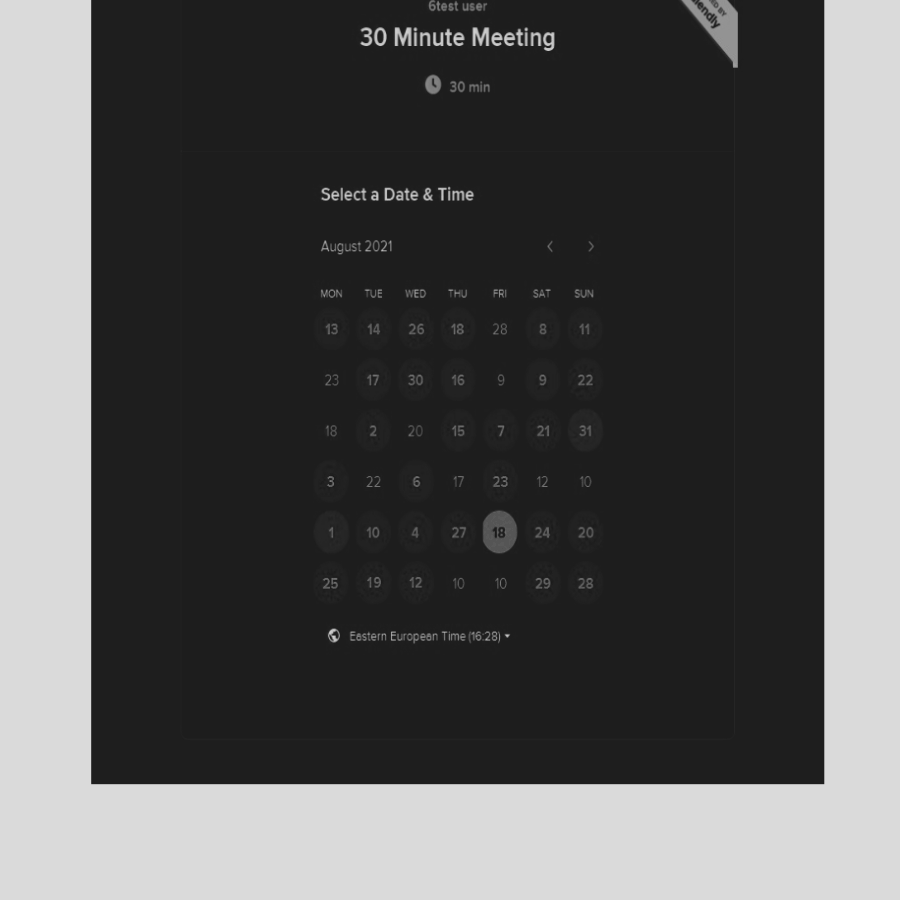 6test user
30 Minute Meeting
30 min
endly
Select a Date & Time
August 2021
MON TUE WED THU FRI SAT SUN
13 14 26 18 28 8 11
23 17 30 16 9 9 22
18 2 20 15 7 21 31
3 22 6 17 23 12 10
1 10 4 27 18 24 20
25 19 12 10 10 29 28
Eastern European Time (16:28)